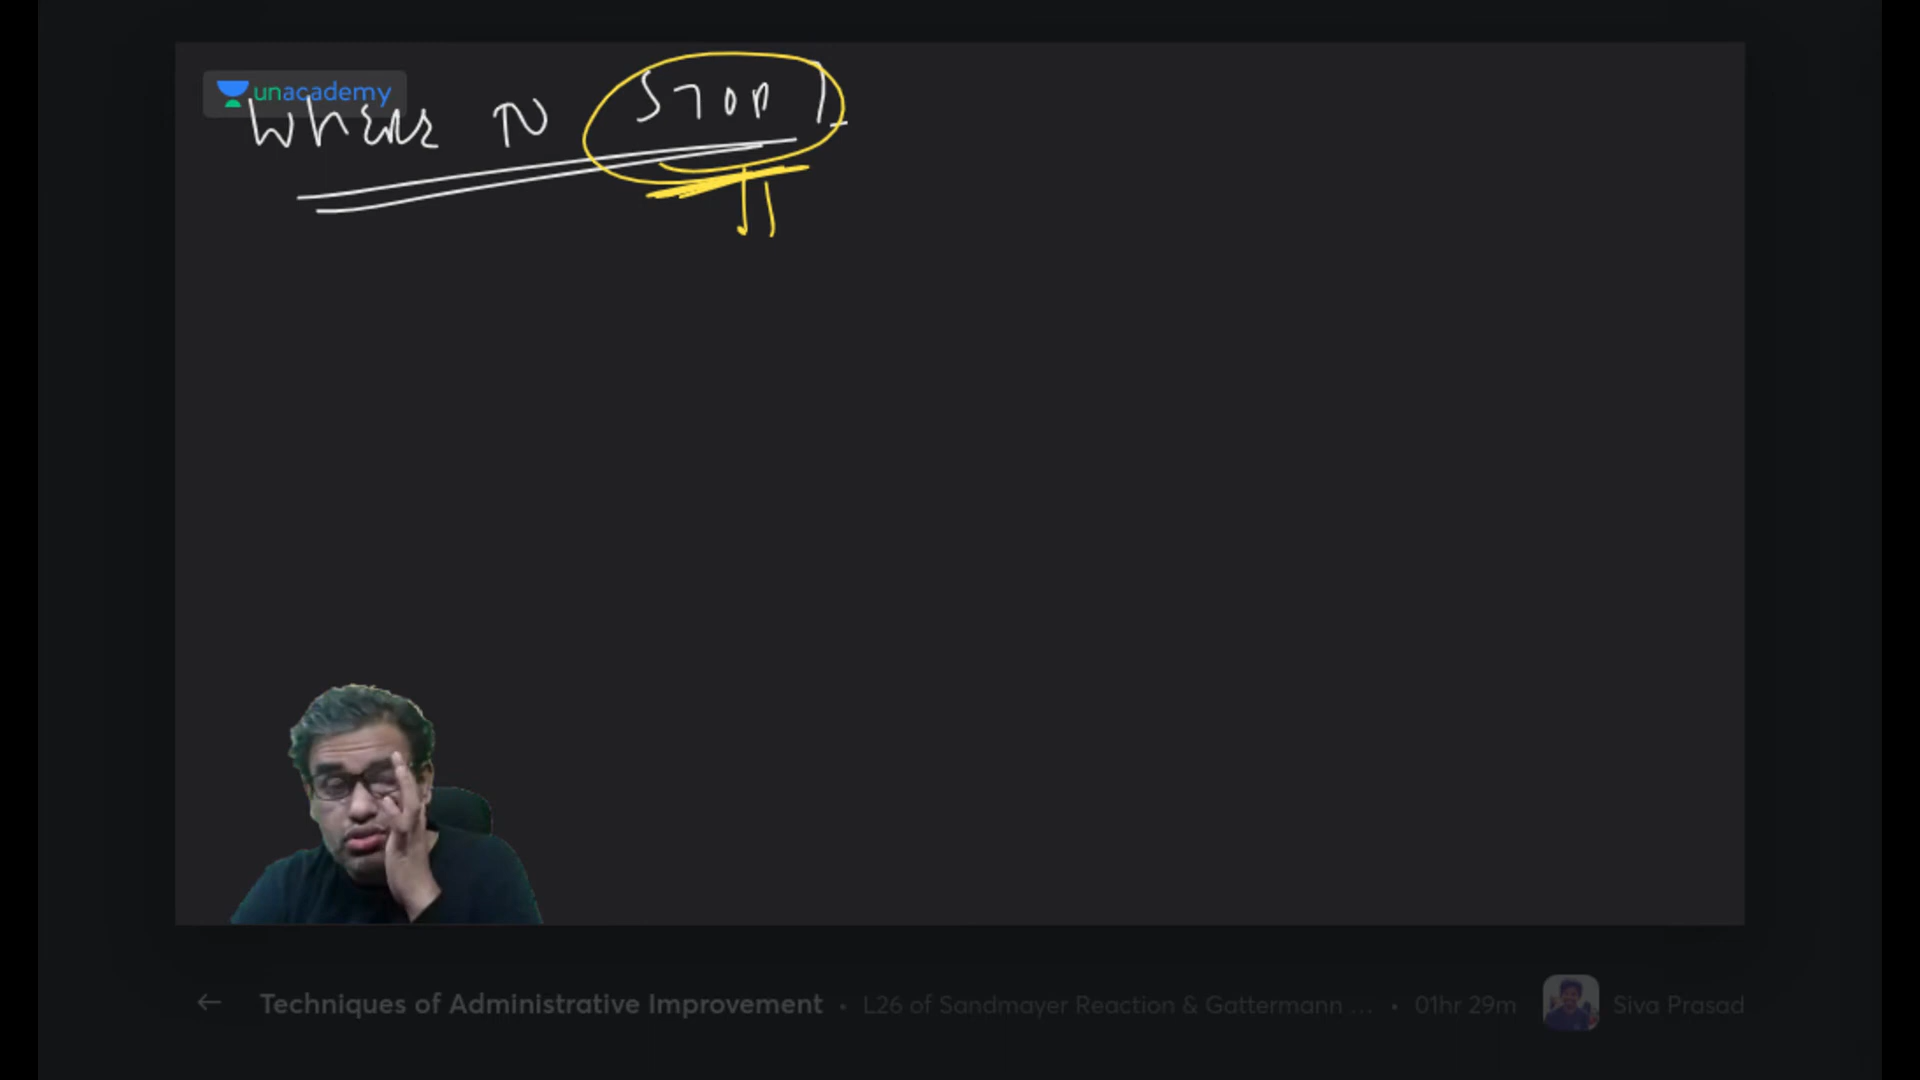 unacademy
WHERE TO STOP
Techniques of Administrative Improvement • L26 of Sandmayer Reaction & Gattermann ... • 01hr 29m Siva Prasad